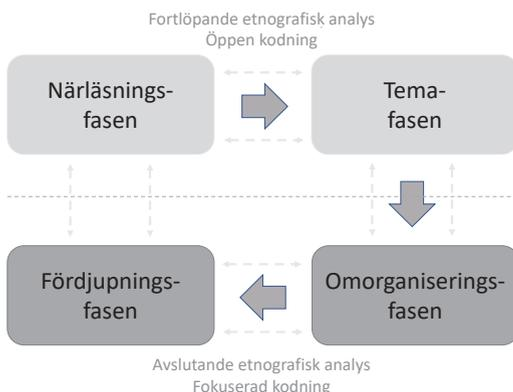 Fortlöpande etnografisk analys
Öppen kodning
Närläsnings-
fasen
Tema-
fasen
Fördjupnings-
fasen
Omorganiserings-
fasen
Avslutande etnografisk analys
Fokuserad kodning